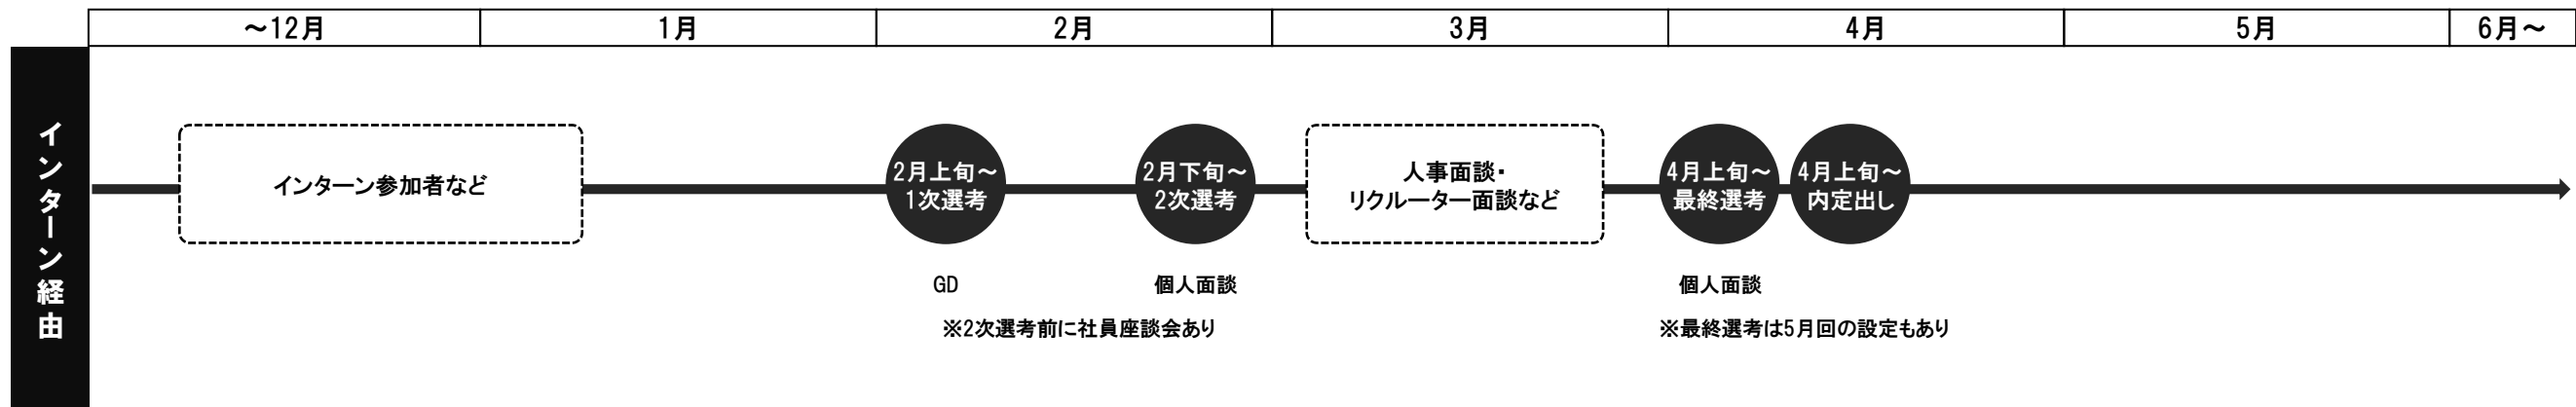 ～12月
1月
2月
3月
4月
5月
6月～
インターン経由
インターン参加者など
2月上旬～
1次選考
2月下旬～
2次選考
人事面談・
リクルーター面談など
4月上旬～
最終選考
4月上旬～
内定出し
GD
個人面談
個人面談
※2次選考前に社員座談会あり
※最終選考は5月回の設定もあり